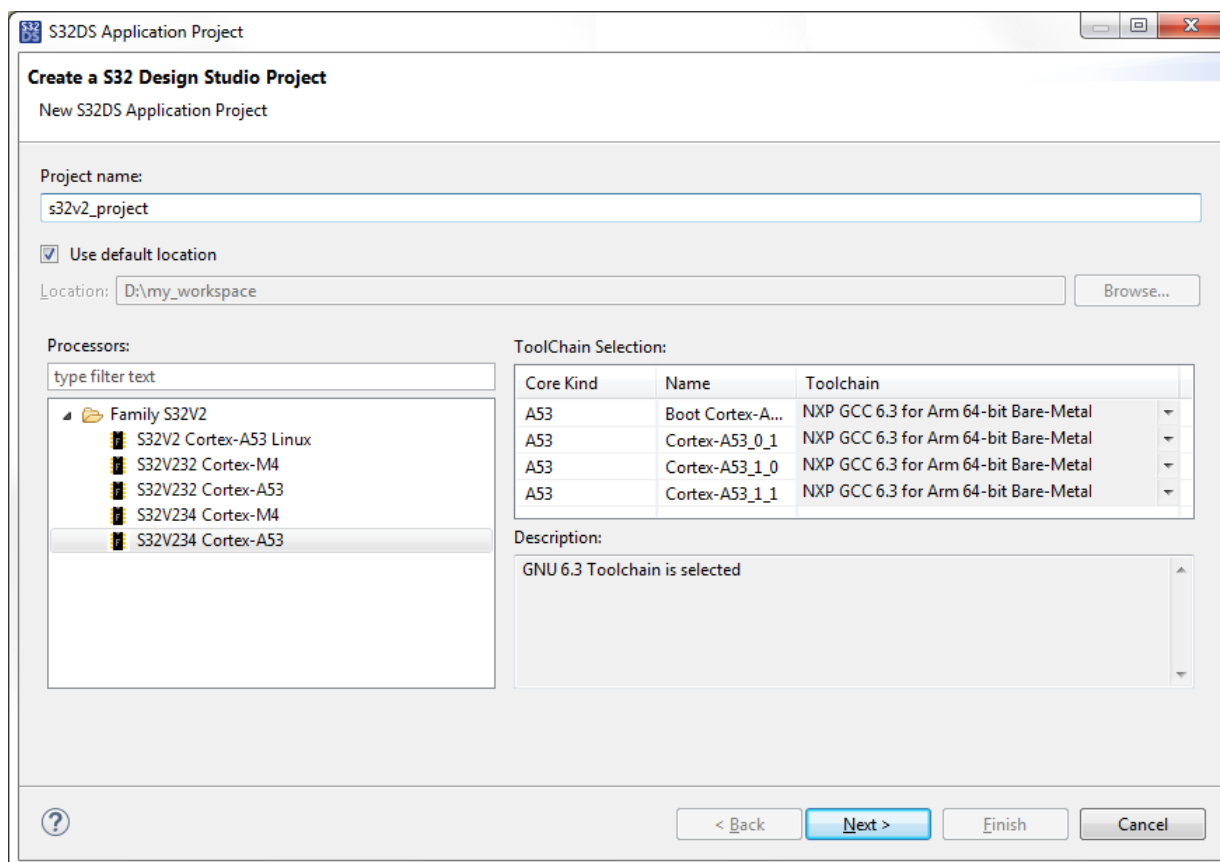 S32DS Application Project
Create a S32 Design Studio Project
New S32DS Application Project
Project name:
s32v2_project
Use default location
Location: D:\my_workspace Browse...
Processors:
type filter text
Family S32V2
S32V2 Cortex-A53 Linux
S32V232 Cortex-M4
S32V232 Cortex-A53
S32V234 Cortex-M4
S32V234 Cortex-A53
ToolChain Selection:
Core Kind Name Toolchain
A53 Boot Cortex-A... NXP GCC 6.3 for Arm 64-bit Bare-Metal
A53 Cortex-A53_0_1 NXP GCC 6.3 for Arm 64-bit Bare-Metal
A53 Cortex-A53_1_0 NXP GCC 6.3 for Arm 64-bit Bare-Metal
A53 Cortex-A53_1_1 NXP GCC 6.3 for Arm 64-bit Bare-Metal
Description:
GNU 6.3 Toolchain is selected
? < Back Next > Finish Cancel